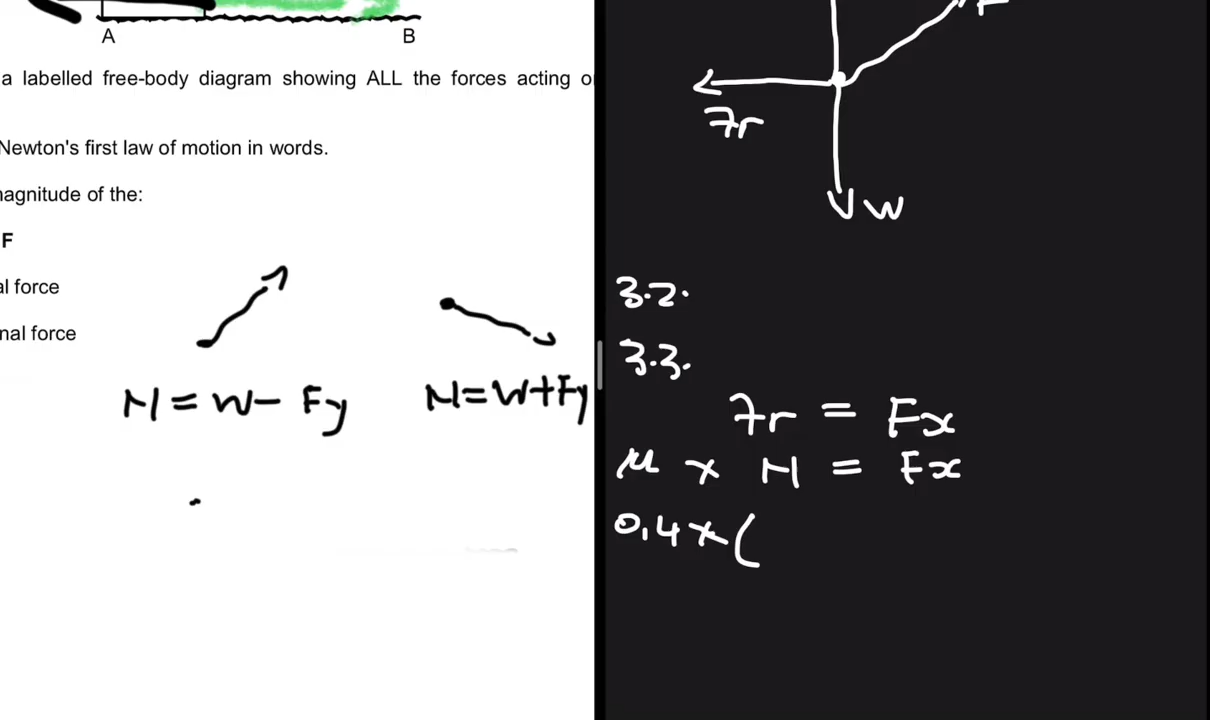 A B
a labelled free-body diagram showing ALL the forces acting o
Newton's first law of motion in words.
nagnitude of the:
F
al force
nal force
N = W - Fy
N = W + Fy
F
Fr
W
3.2.
3.3.
Fr = Fx
μ × N = Fx
0,4 × (